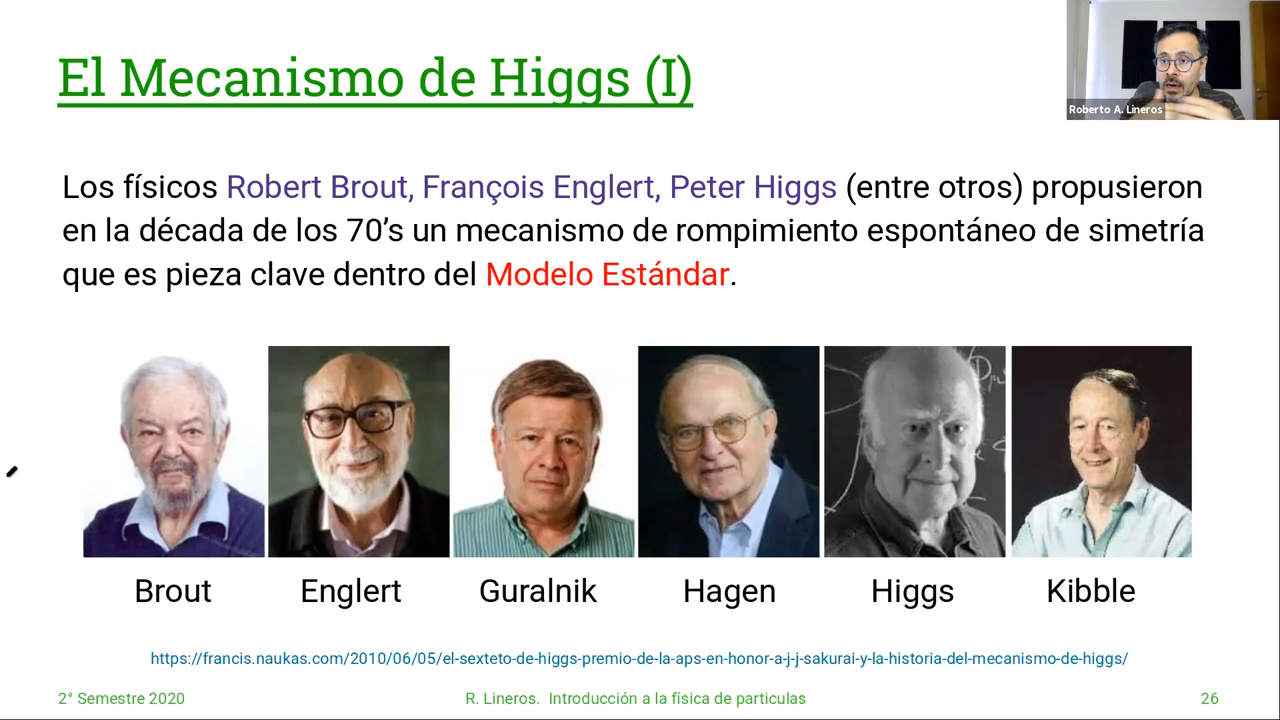 El Mecanismo de Higgs (I)
Roberto A. Lineros
Los físicos Robert Brout, François Englert, Peter Higgs (entre otros) propusieron
en la década de los 70’s un mecanismo de rompimiento espontáneo de simetría
que es pieza clave dentro del Modelo Estándar.
Brout Englert Guralnik Hagen Higgs Kibble
https://francis.naukas.com/2010/06/05/el-sexteto-de-higgs-premio-de-la-aps-en-honor-a-j-j-sakurai-y-la-historia-del-mecanismo-de-higgs/
2° Semestre 2020 R. Lineros. Introducción a la física de particulas 26